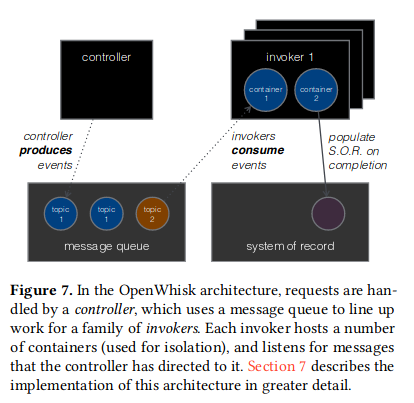 controller
invoker 1
container
1
container
2
controller
produces
events
invokers
consume
events
populate
S.O.R. on
completion
topic
1
topic
1
topic
2
message queue
system of record
Figure 7. In the OpenWhisk architecture, requests are han-
dled by a controller, which uses a message queue to line up
work for a family of invokers. Each invoker hosts a number
of containers (used for isolation), and listens for messages
that the controller has directed to it. Section 7 describes the
implementation of this architecture in greater detail.